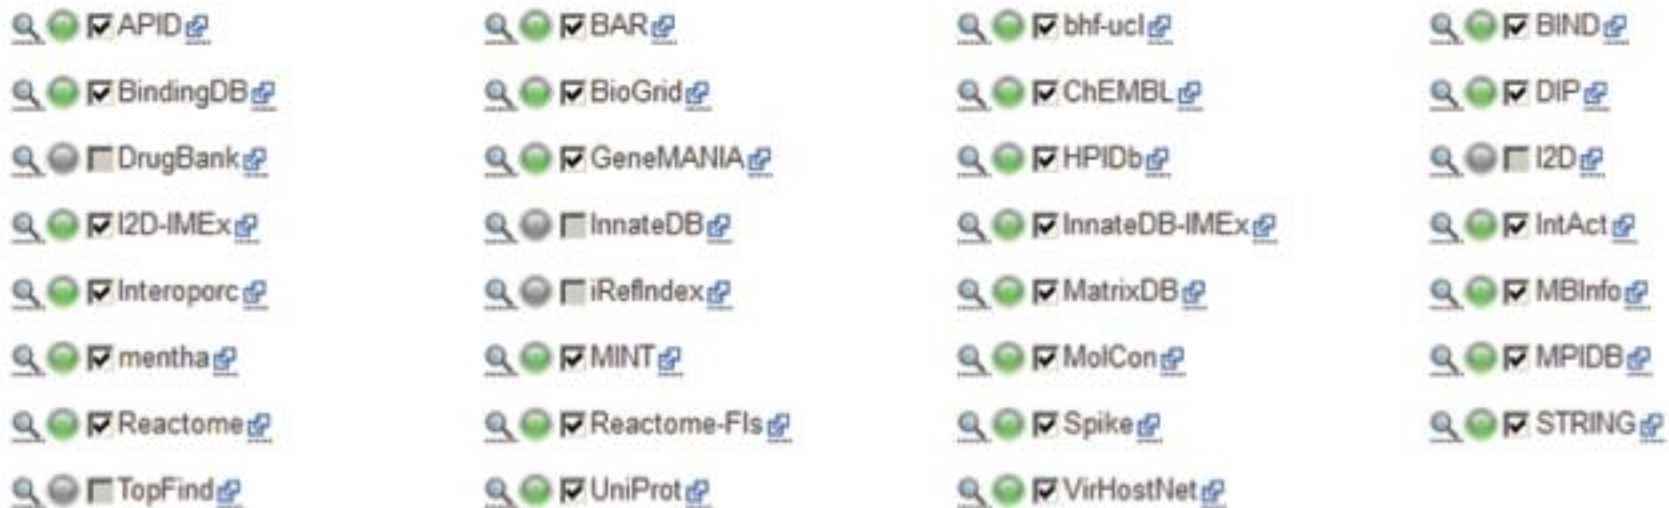 APID BAR bhf-ucl BIND
BindingDB BioGrid ChEMBL DIP
DrugBank GeneMANIA HPIDb I2D
I2D-IMEx InnateDB InnateDB-IMEx IntAct
Interoporc iRefIndex MatrixDB MBInfo
mentha MINT MolCon MPIDB
Reactome Reactome-FIs Spike STRING
TopFind UniProt VirHostNet